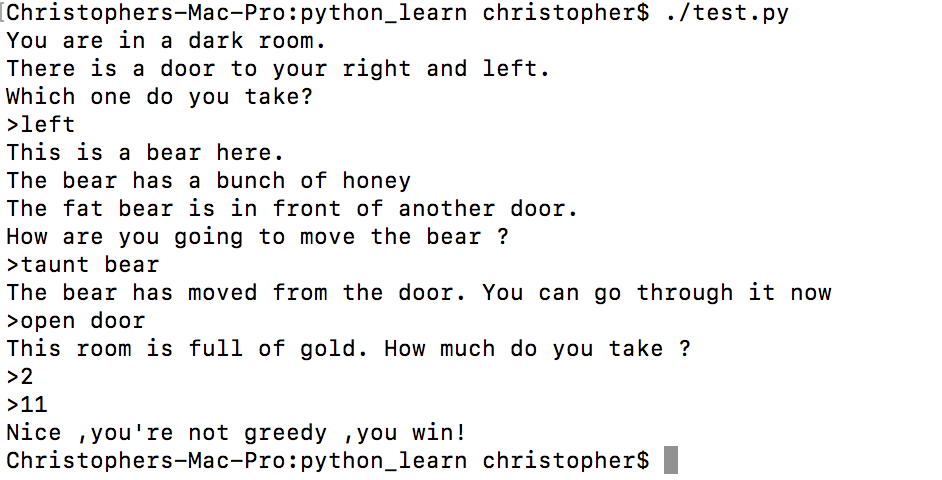 [Christophers-Mac-Pro:python_learn christopher$ ./test.py
You are in a dark room.
There is a door to your right and left.
Which one do you take?
>left
This is a bear here.
The bear has a bunch of honey
The fat bear is in front of another door.
How are you going to move the bear ?
>taunt bear
The bear has moved from the door. You can go through it now
>open door
This room is full of gold. How much do you take ?
>2
>11
Nice ,you're not greedy ,you win!
Christophers-Mac-Pro:python_learn christopher$